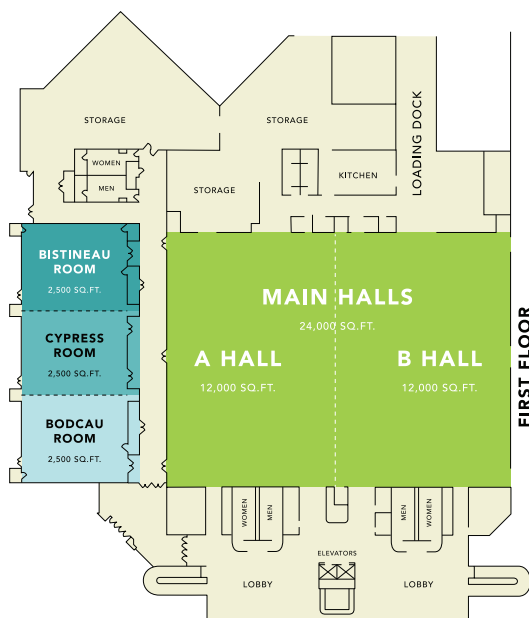 STORAGE
STORAGE
LOADING DOCK
WOMEN
MEN
KITCHEN
STORAGE
BISTINEAU
ROOM
2,500 SQ.FT.
CYPRESS
ROOM
2,500 SQ.FT.
BODCAU
ROOM
2,500 SQ.FT.
MAIN HALLS
24,000 SQ.FT.
A HALL
12,000 SQ.FT.
B HALL
12,000 SQ.FT.
FIRST FLOOR
WOMEN
MEN
MEN
WOMEN
ELEVATORS
LOBBY
LOBBY